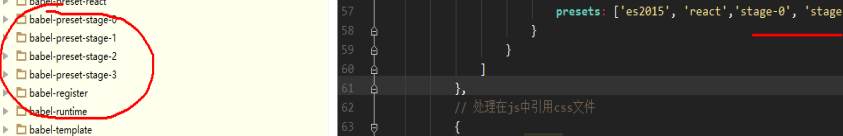 babel-preset-react
babel-preset-stage-0
babel-preset-stage-1
babel-preset-stage-2
babel-preset-stage-3
babel-register
babel-runtime
babel-template
57 presets: ['es2015', 'react','stage-0', 'stage
58 }
59 }
60 ]
61 },
62 // 处理在js中引用css文件
63 {